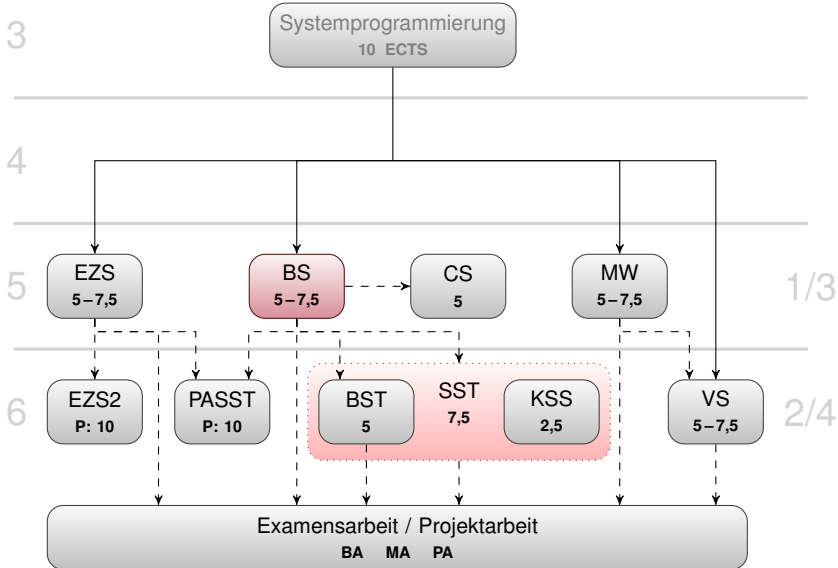 3
Systemprogrammierung
10 ECTS
4
5
EZS
5–7,5
BS
5–7,5
CS
5
MW
5–7,5
1/3
6
EZS2
P: 10
PASST
P: 10
BST
5
SST
7,5
KSS
2,5
VS
5–7,5
2/4
Examensarbeit / Projektarbeit
BA MA PA